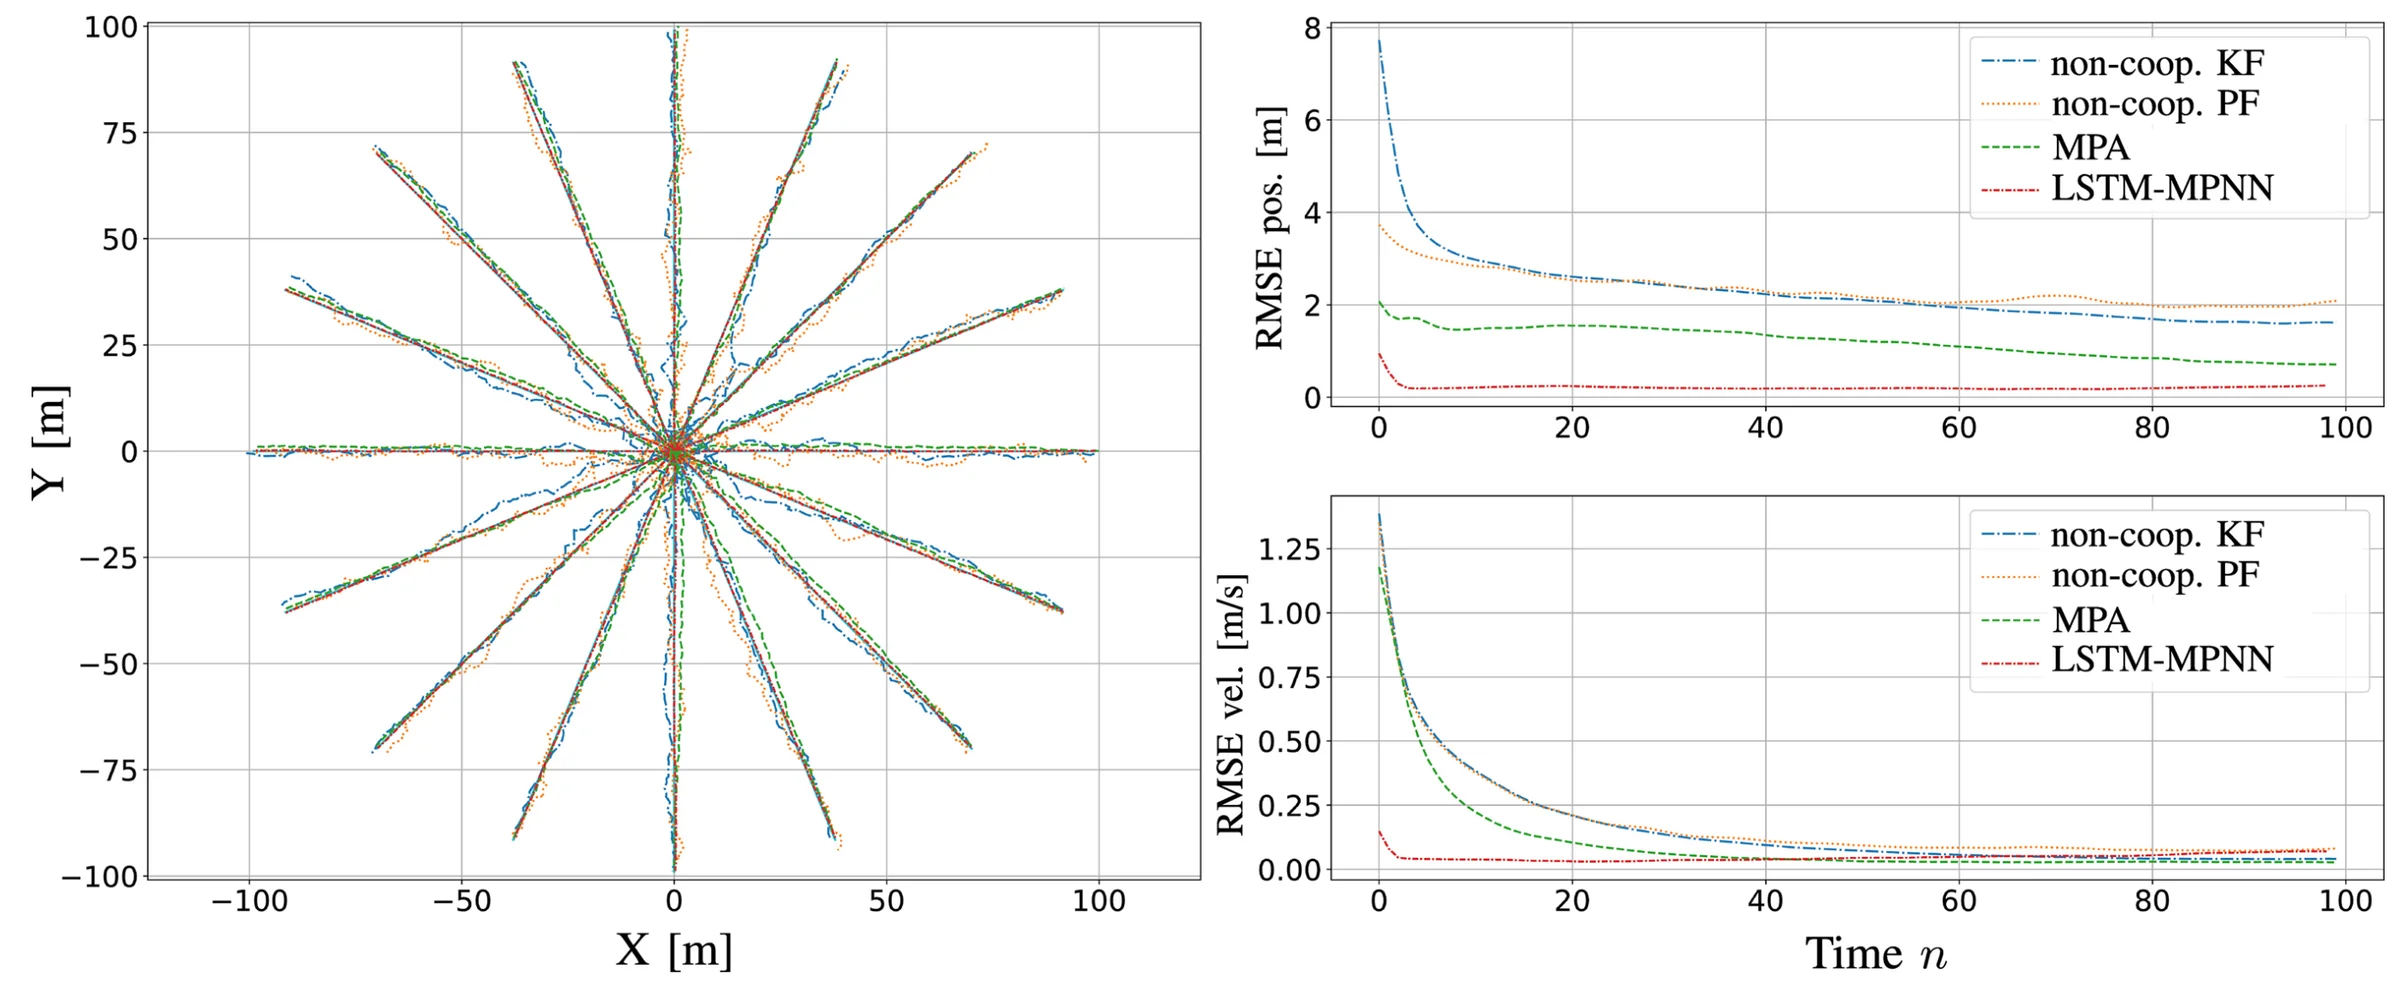 100
75
50
25
0
−25
−50
−75
−100
Y [m]
−100 −50 0 50 100
X [m]
8
6
4
2
0
RMSE pos. [m]
non-coop. KF
non-coop. PF
MPA
LSTM-MPNN
0 20 40 60 80 100
1.25
1.00
0.75
0.50
0.25
0.00
RMSE vel. [m/s]
non-coop. KF
non-coop. PF
MPA
LSTM-MPNN
0 20 40 60 80 100
Time n